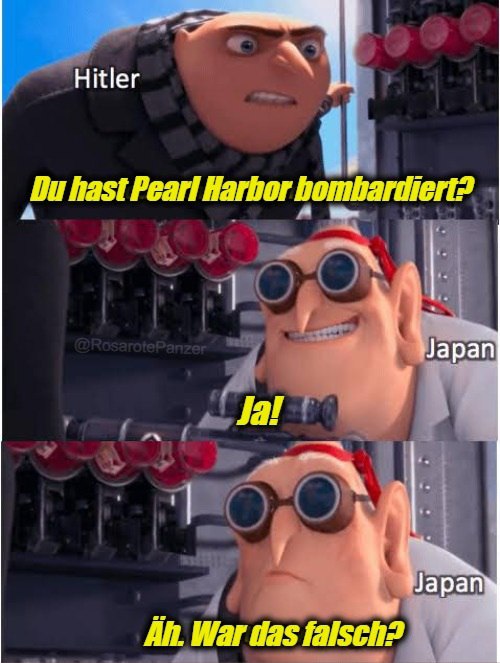 Hitler
Du hast Pearl Harbor bombardiert?
@RosarotePanzer
Japan
Ja!
Japan
Äh. War das falsch?